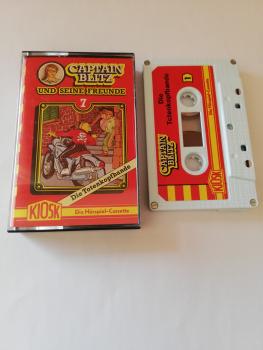 CAPTAIN
BLITZ
UND SEINE FREUNDE
7
Die Totenkopfbande
KIOSK
Die Hörspiel-Cassette
CAPTAIN
BLITZ
Die
Totenkopfbande
1
KIOSK